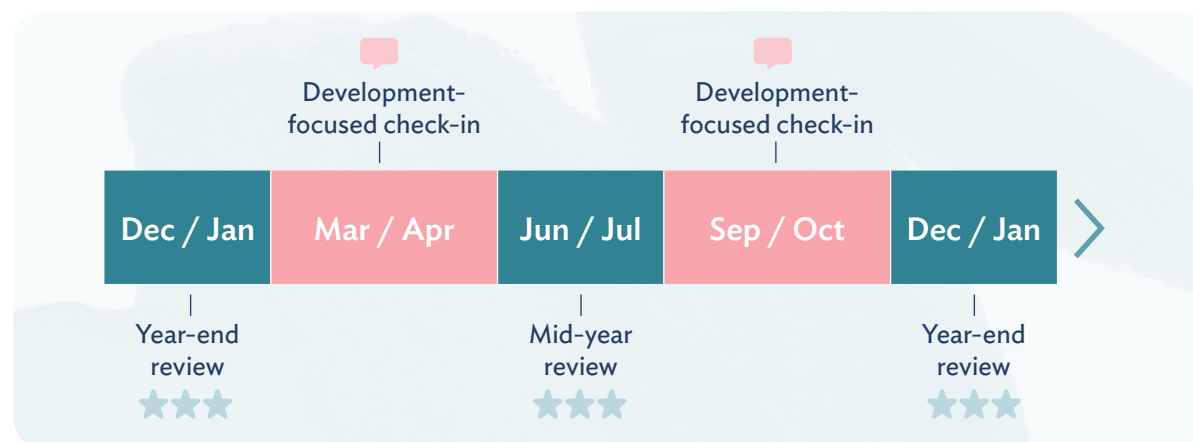 Development-
focused check-in
Development-
focused check-in
Dec / Jan
Mar / Apr
Jun / Jul
Sep / Oct
Dec / Jan
Year-end
review
Mid-year
review
Year-end
review